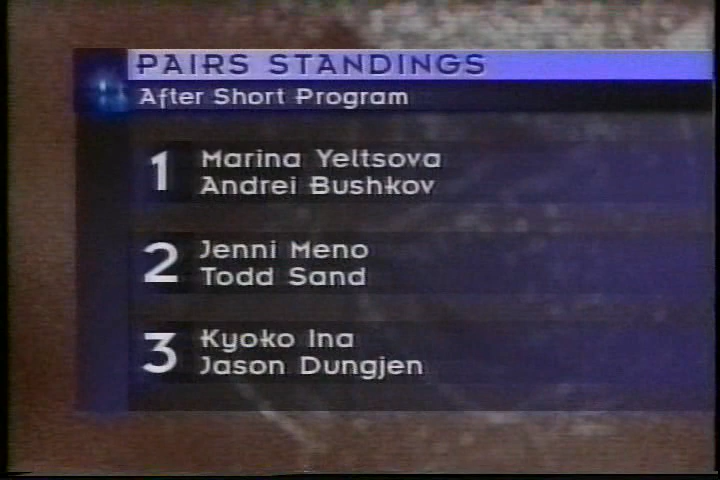 PAIRS STANDINGS
After Short Program
1 Marina Yeltsova
Andrei Bushkov
2 Jenni Meno
Todd Sand
3 Kyoko Ina
Jason Dungjen